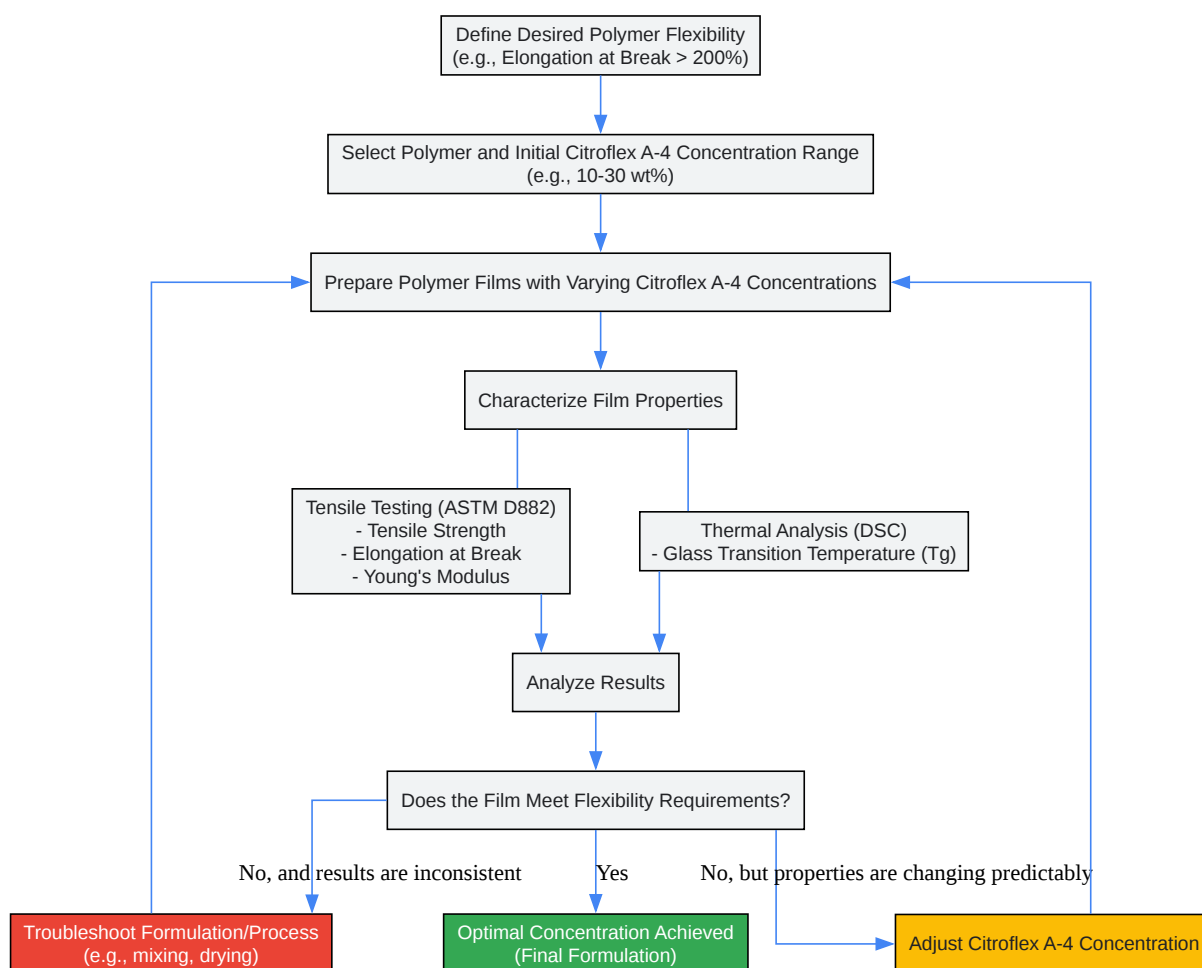 Define Desired Polymer Flexibility
(e.g., Elongation at Break > 200%)
Select Polymer and Initial Citroflex A-4 Concentration Range
(e.g., 10-30 wt%)
Prepare Polymer Films with Varying Citroflex A-4 Concentrations
Characterize Film Properties
Tensile Testing (ASTM D882)
- Tensile Strength
- Elongation at Break
- Young's Modulus
Thermal Analysis (DSC)
- Glass Transition Temperature (Tg)
Analyze Results
Does the Film Meet Flexibility Requirements?
No, and results are inconsistent
Yes
No, but properties are changing predictably
Troubleshoot Formulation/Process
(e.g., mixing, drying)
Optimal Concentration Achieved
(Final Formulation)
Adjust Citroflex A-4 Concentration